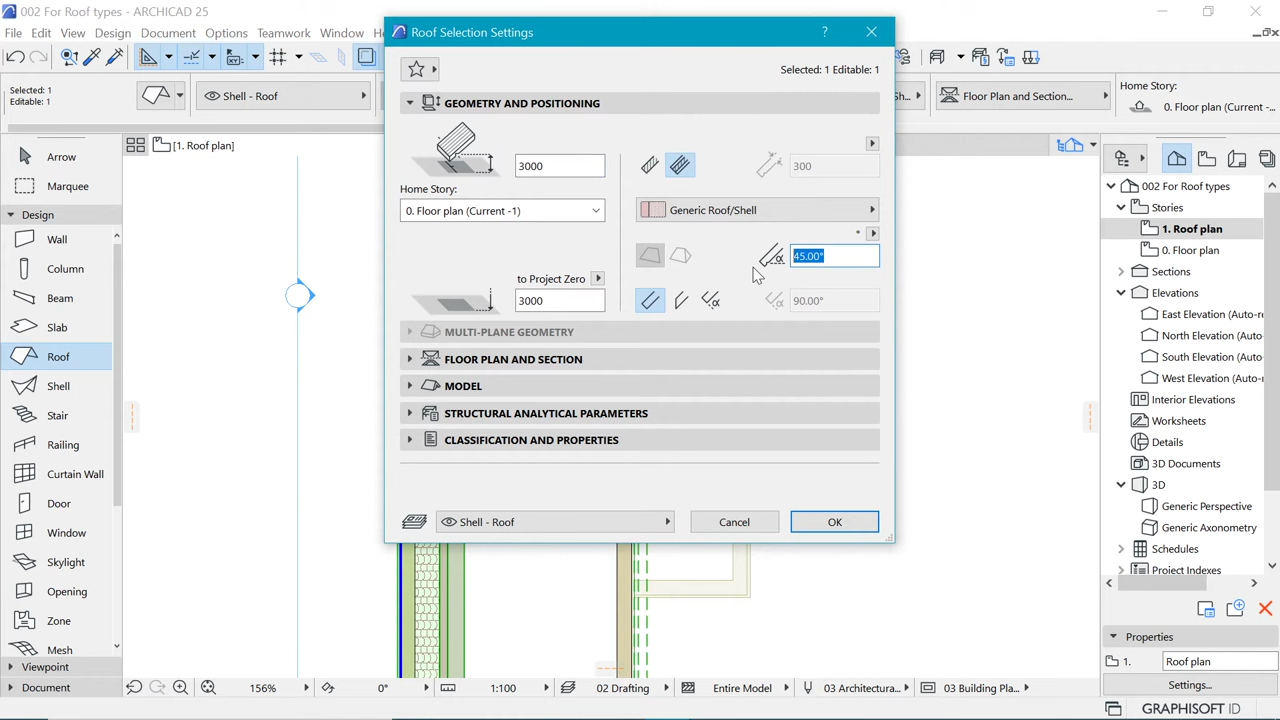 002 For Roof types - ARCHICAD 25
File Edit View Design Document Options Teamwork Window
Roof Selection Settings
?
Selected: 1
Editable: 1
Shell - Roof
Floor Plan and Section...
Home Story:
0. Floor plan (Current -...
[1. Roof plan]
Selected: 1 Editable: 1
GEOMETRY AND POSITIONING
3000
Home Story:
0. Floor plan (Current -1)
to Project Zero
3000
300
Generic Roof/Shell
°
45.00°
90.00°
MULTI-PLANE GEOMETRY
FLOOR PLAN AND SECTION
MODEL
STRUCTURAL ANALYTICAL PARAMETERS
CLASSIFICATION AND PROPERTIES
Shell - Roof
Cancel
OK
Arrow
Marquee
Design
Wall
Column
Beam
Slab
Roof
Shell
Stair
Railing
Curtain Wall
Door
Window
Skylight
Opening
Zone
Mesh
Viewpoint
Document
002 For Roof types
Stories
1. Roof plan
0. Floor plan
Sections
Elevations
East Elevation (Auto-r
North Elevation (Auto
South Elevation (Auto
West Elevation (Auto-
Interior Elevations
Worksheets
Details
3D Documents
3D
Generic Perspective
Generic Axonometry
Schedules
Project Indexes
Properties
1.
Roof plan
Settings...
156%
0°
1:100
02 Drafting
Entire Model
03 Architectura...
03 Building Pla...
GRAPHISOFT ID